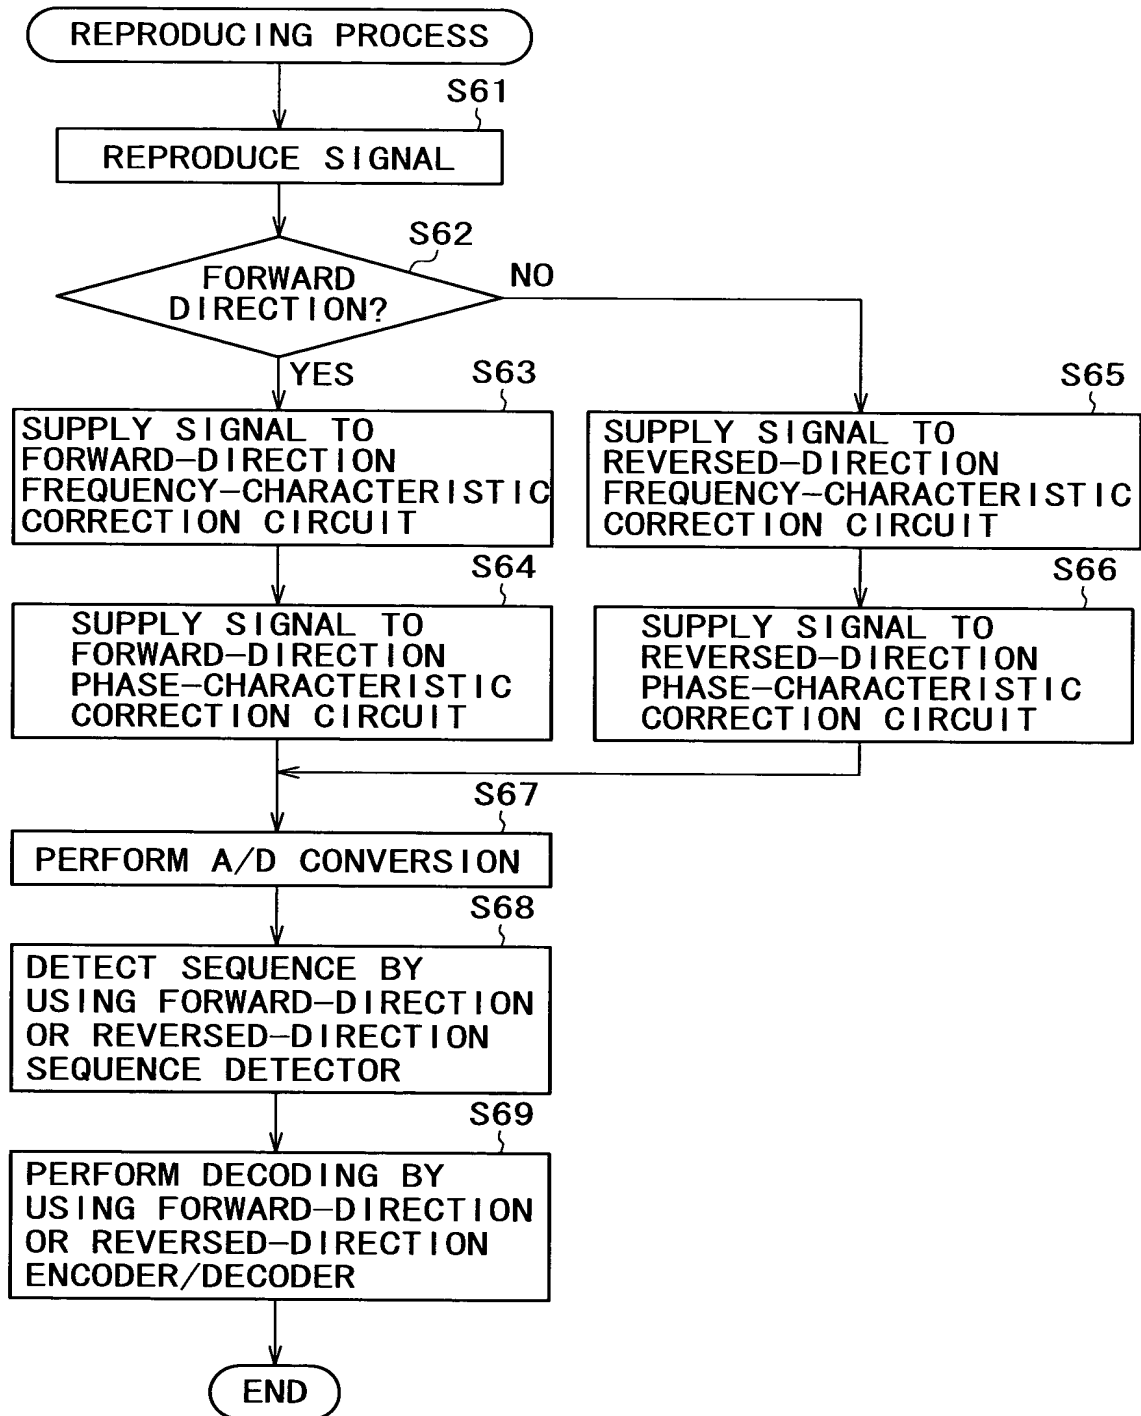 REPRODUCING PROCESS
S61
REPRODUCE SIGNAL
S62
FORWARD
DIRECTION?
NO
YES
S63
SUPPLY SIGNAL TO
FORWARD-DIRECTION
FREQUENCY-CHARACTERISTIC
CORRECTION CIRCUIT
S65
SUPPLY SIGNAL TO
REVERSED-DIRECTION
FREQUENCY-CHARACTERISTIC
CORRECTION CIRCUIT
S64
SUPPLY SIGNAL TO
FORWARD-DIRECTION
PHASE-CHARACTERISTIC
CORRECTION CIRCUIT
S66
SUPPLY SIGNAL TO
REVERSED-DIRECTION
PHASE-CHARACTERISTIC
CORRECTION CIRCUIT
S67
PERFORM A/D CONVERSION
S68
DETECT SEQUENCE BY
USING FORWARD-DIRECTION
OR REVERSED-DIRECTION
SEQUENCE DETECTOR
S69
PERFORM DECODING BY
USING FORWARD-DIRECTION
OR REVERSED-DIRECTION
ENCODER/DECODER
END